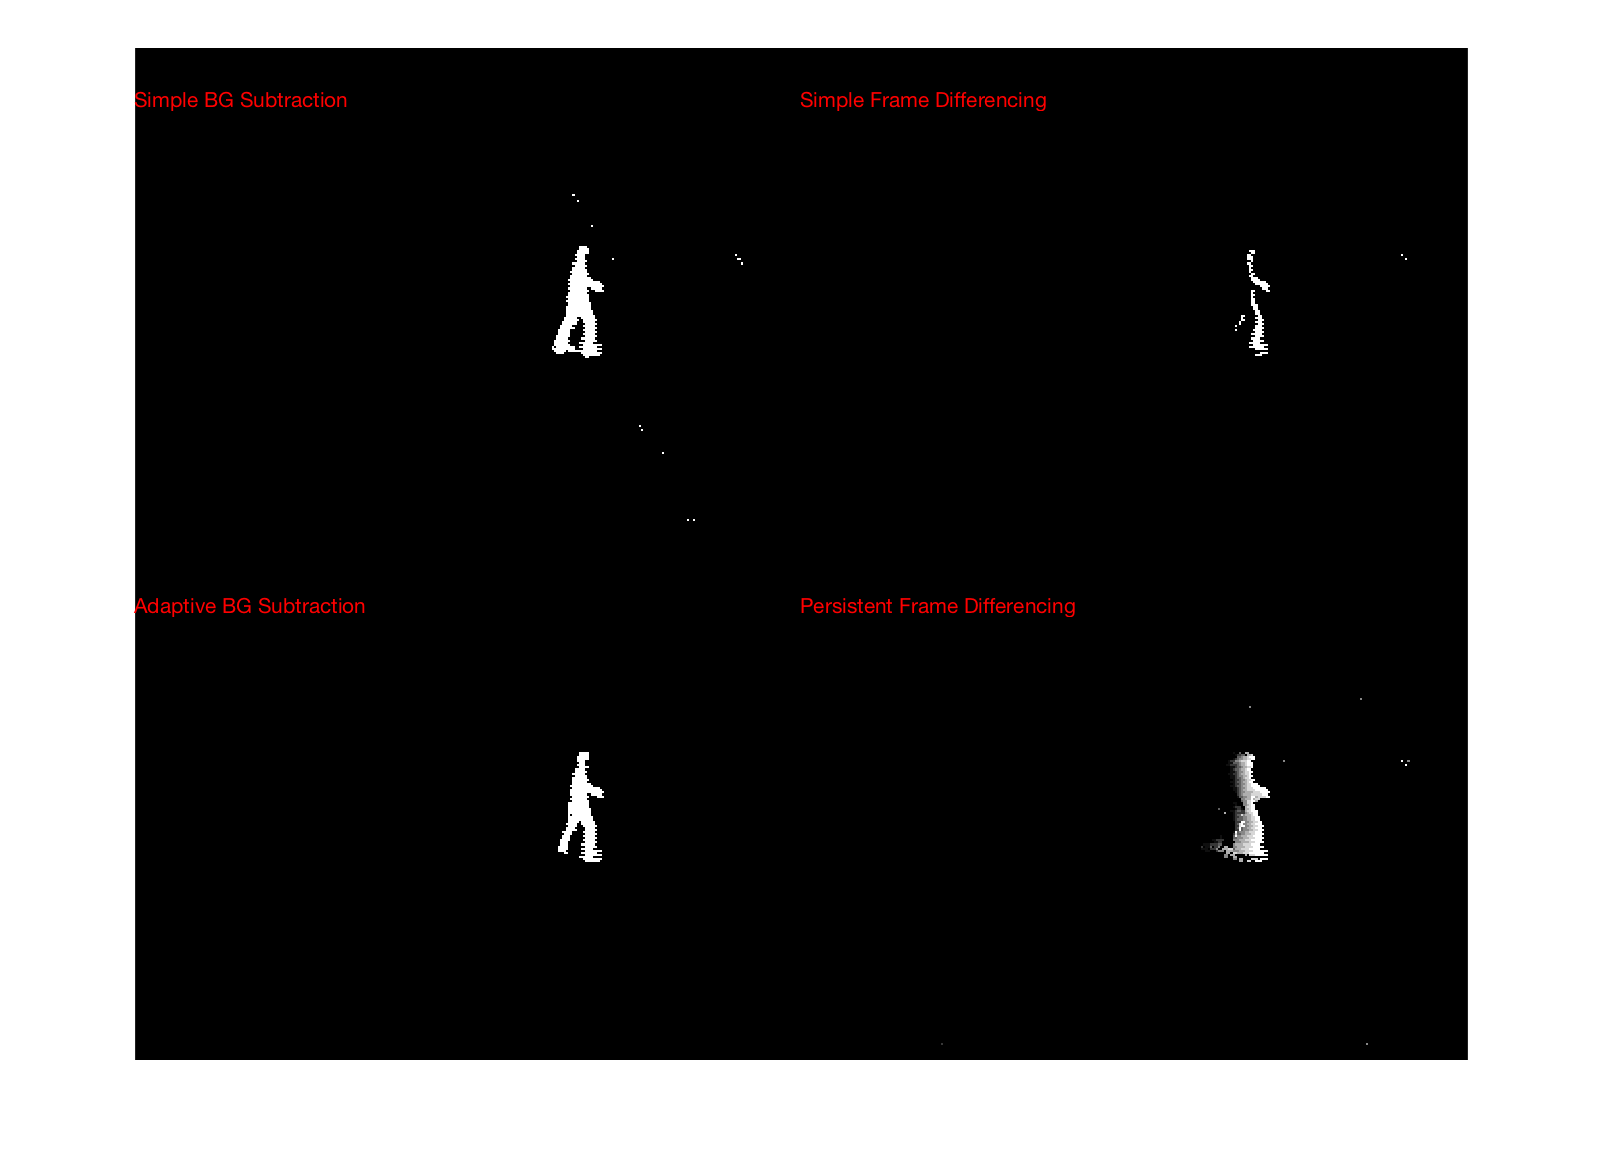 Simple BG Subtraction
Simple Frame Differencing
Adaptive BG Subtraction
Persistent Frame Differencing